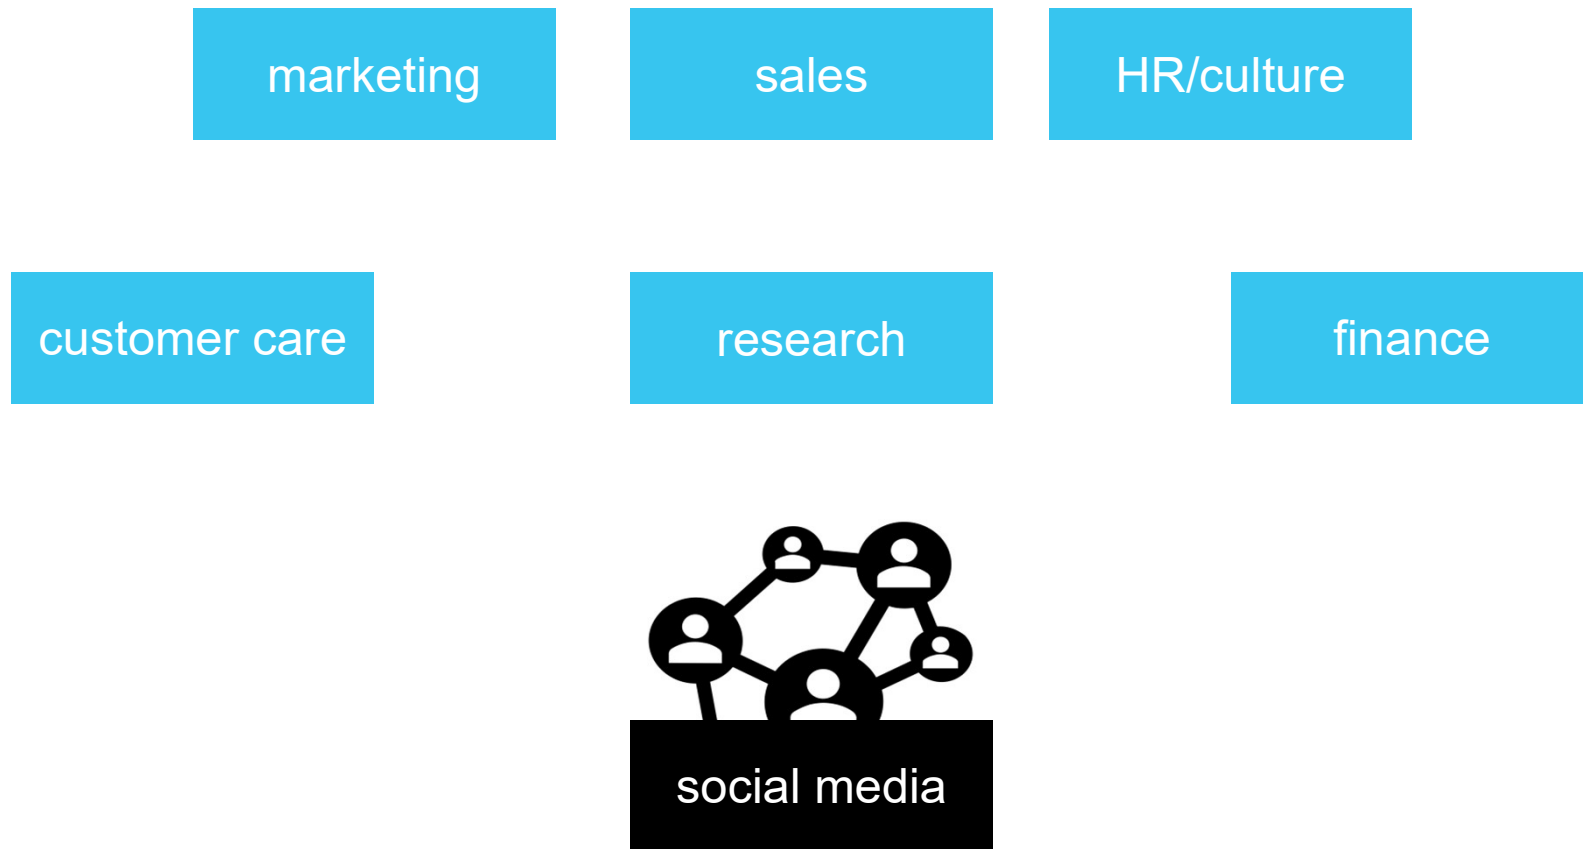 marketing
sales
HR/culture
customer care
research
finance
social media